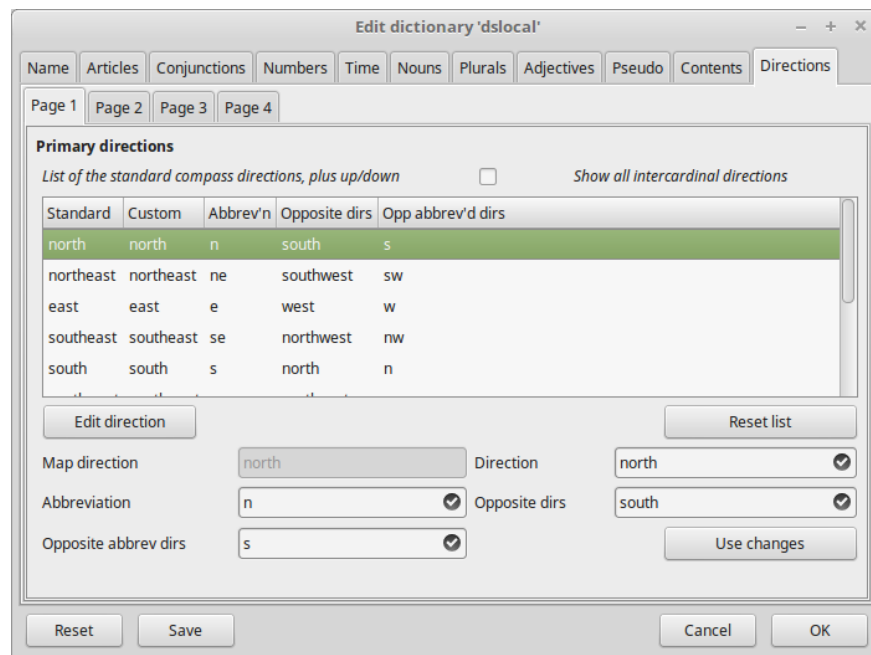 Edit dictionary 'dslocal'
Name Articles Conjunctions Numbers Time Nouns Plurals Adjectives Pseudo Contents Directions
Page 1 Page 2 Page 3 Page 4
Primary directions
List of the standard compass directions, plus up/down Show all intercardinal directions
Standard Custom Abbrev'n Opposite dirs Opp abbrev'd dirs
north north n south s
northeast northeast ne southwest sw
east east e west w
southeast southeast se northwest nw
south south s north n
Edit direction Reset list
Map direction north Direction north
Abbreviation n Opposite dirs south
Opposite abbrev dirs s Use changes
Reset Save Cancel OK